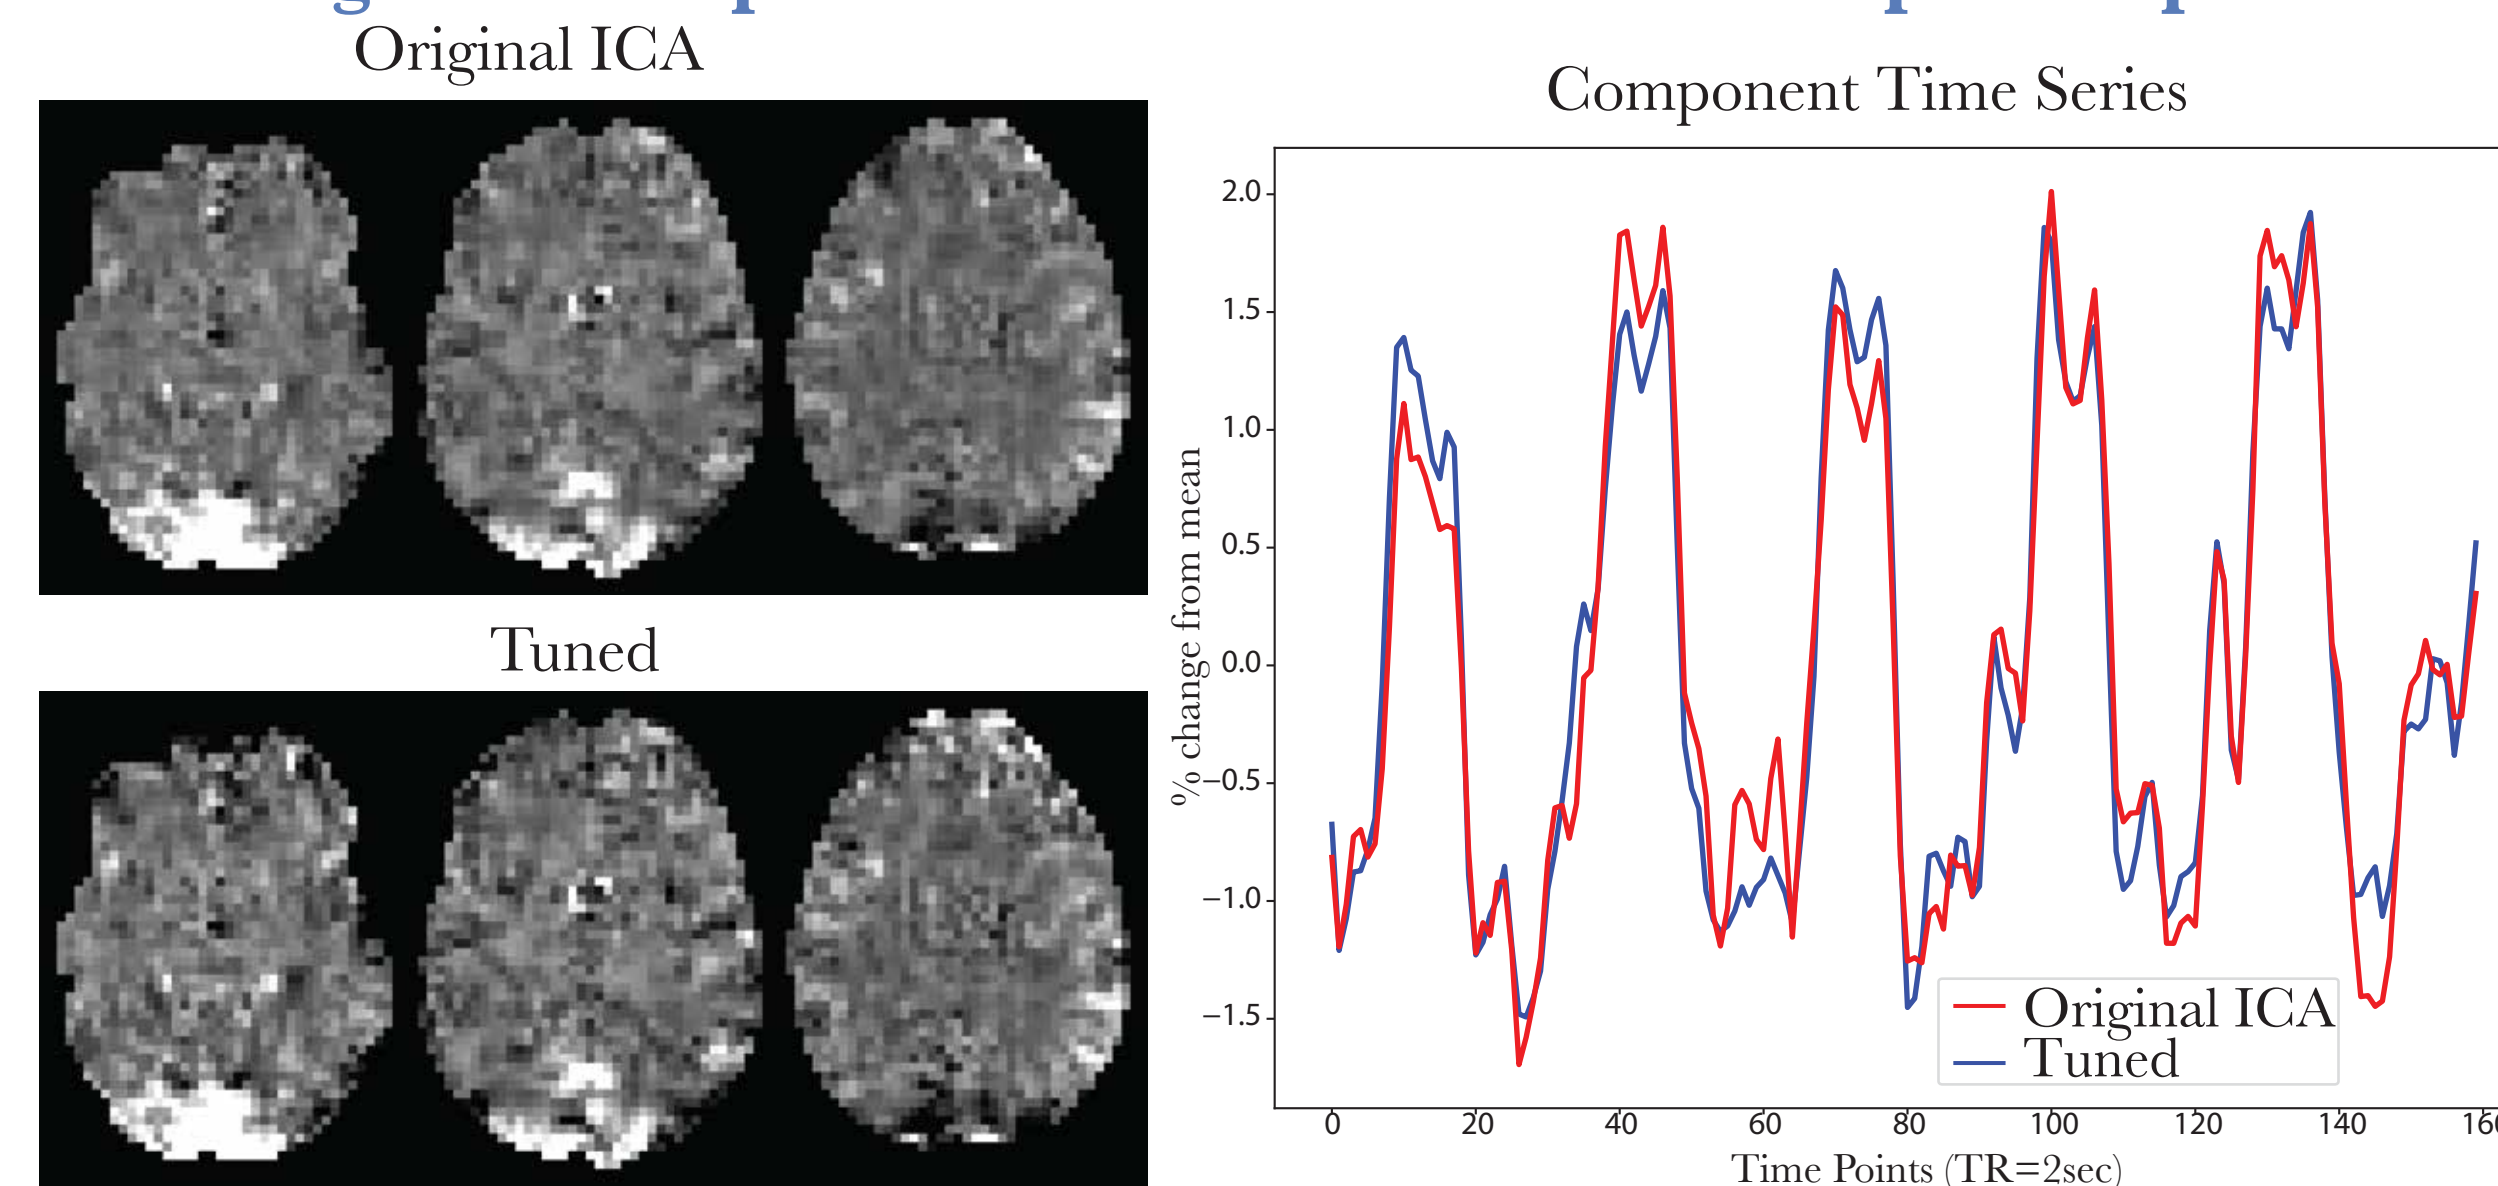 Original ICA
Tuned
Component Time Series
% change from mean
2.0
1.5
1.0
0.5
0.0
−0.5
−1.0
−1.5
Original ICA
Tuned
0 20 40 60 80 100 120 140
Time Points (TR=2sec)